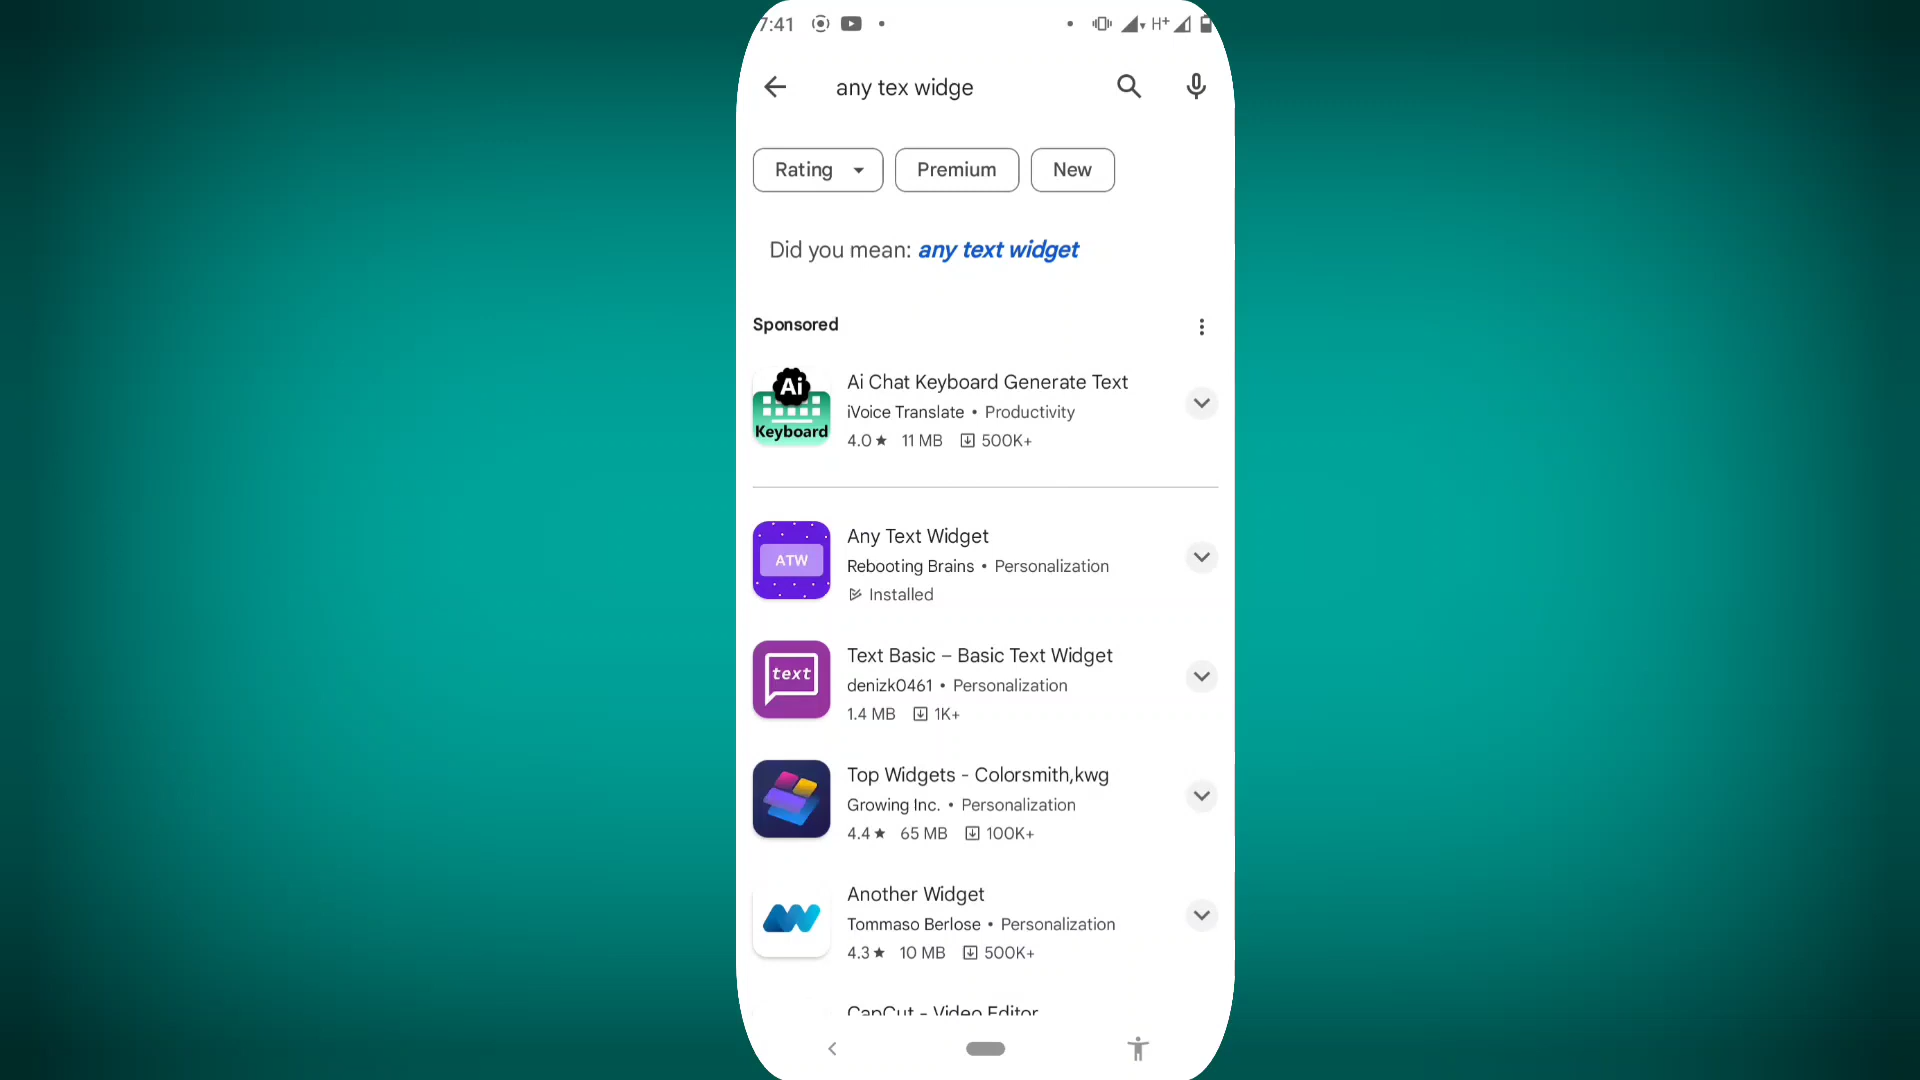 7:41 H+
any tex widge
Rating Premium New
Did you mean: any text widget
Sponsored
Ai
Keyboard
Ai Chat Keyboard Generate Text
iVoice Translate • Productivity
4.0★ 11 MB 500K+
ATW
Any Text Widget
Rebooting Brains • Personalization
Installed
text
Text Basic – Basic Text Widget
denizk0461 • Personalization
1.4 MB 1K+
Top Widgets - Colorsmith,kwg
Growing Inc. • Personalization
4.4★ 65 MB 100K+
Another Widget
Tommaso Berlose • Personalization
4.3★ 10 MB 500K+
CapCut - Video Editor